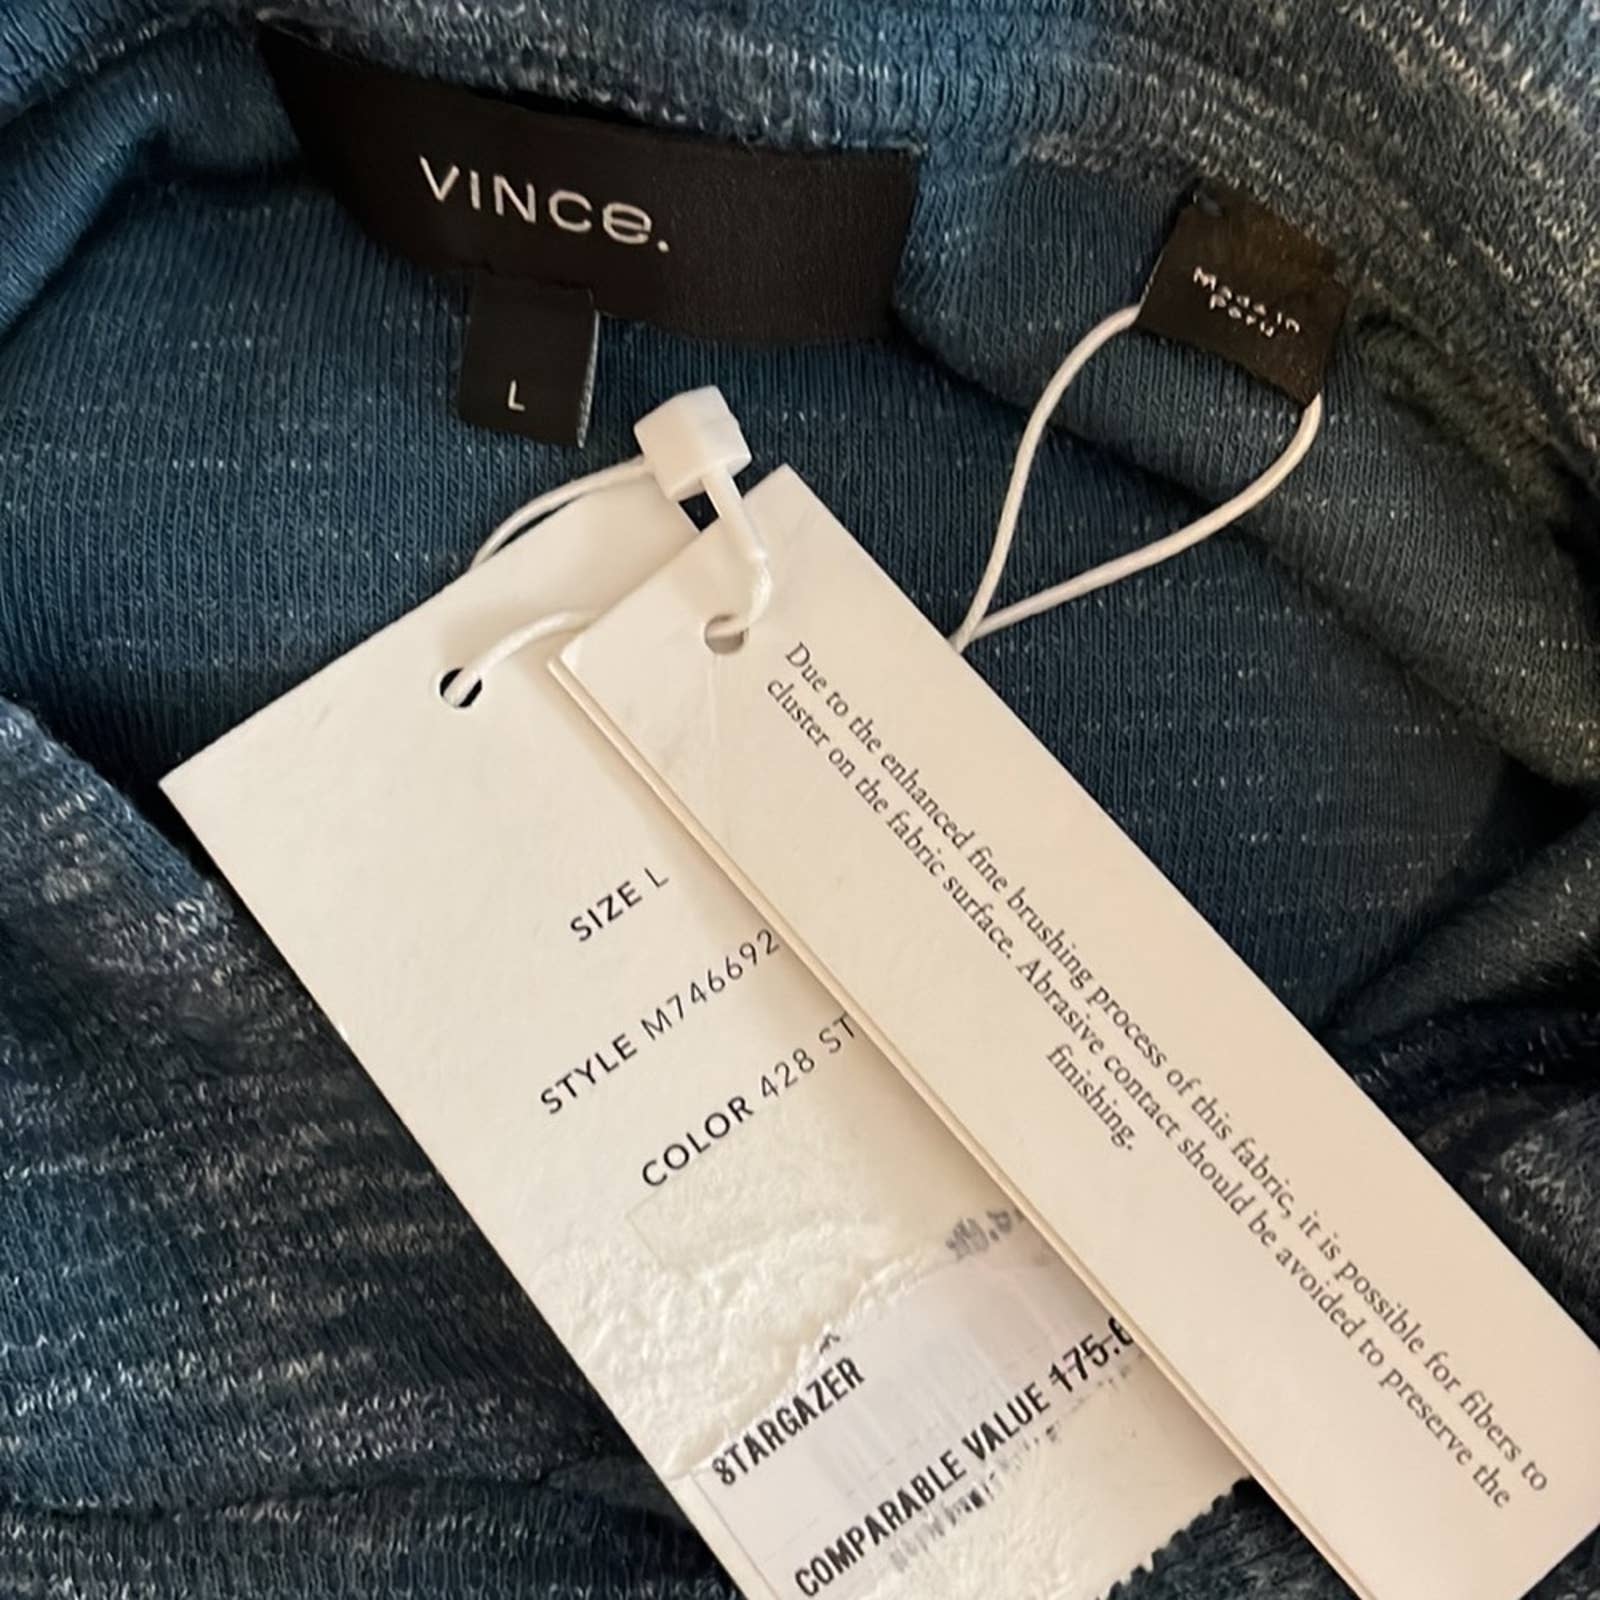 VINCE.
L
Made in
Peru
SIZE L
STYLE M746692
COLOR 428 ST
STARGAZER
COMPARABLE VALUE 175.
Due to the enhanced fine brushing process of this fabric, it is possible for fibers to
cluster on the fabric surface. Abrasive contact should be avoided to preserve the
finishing.